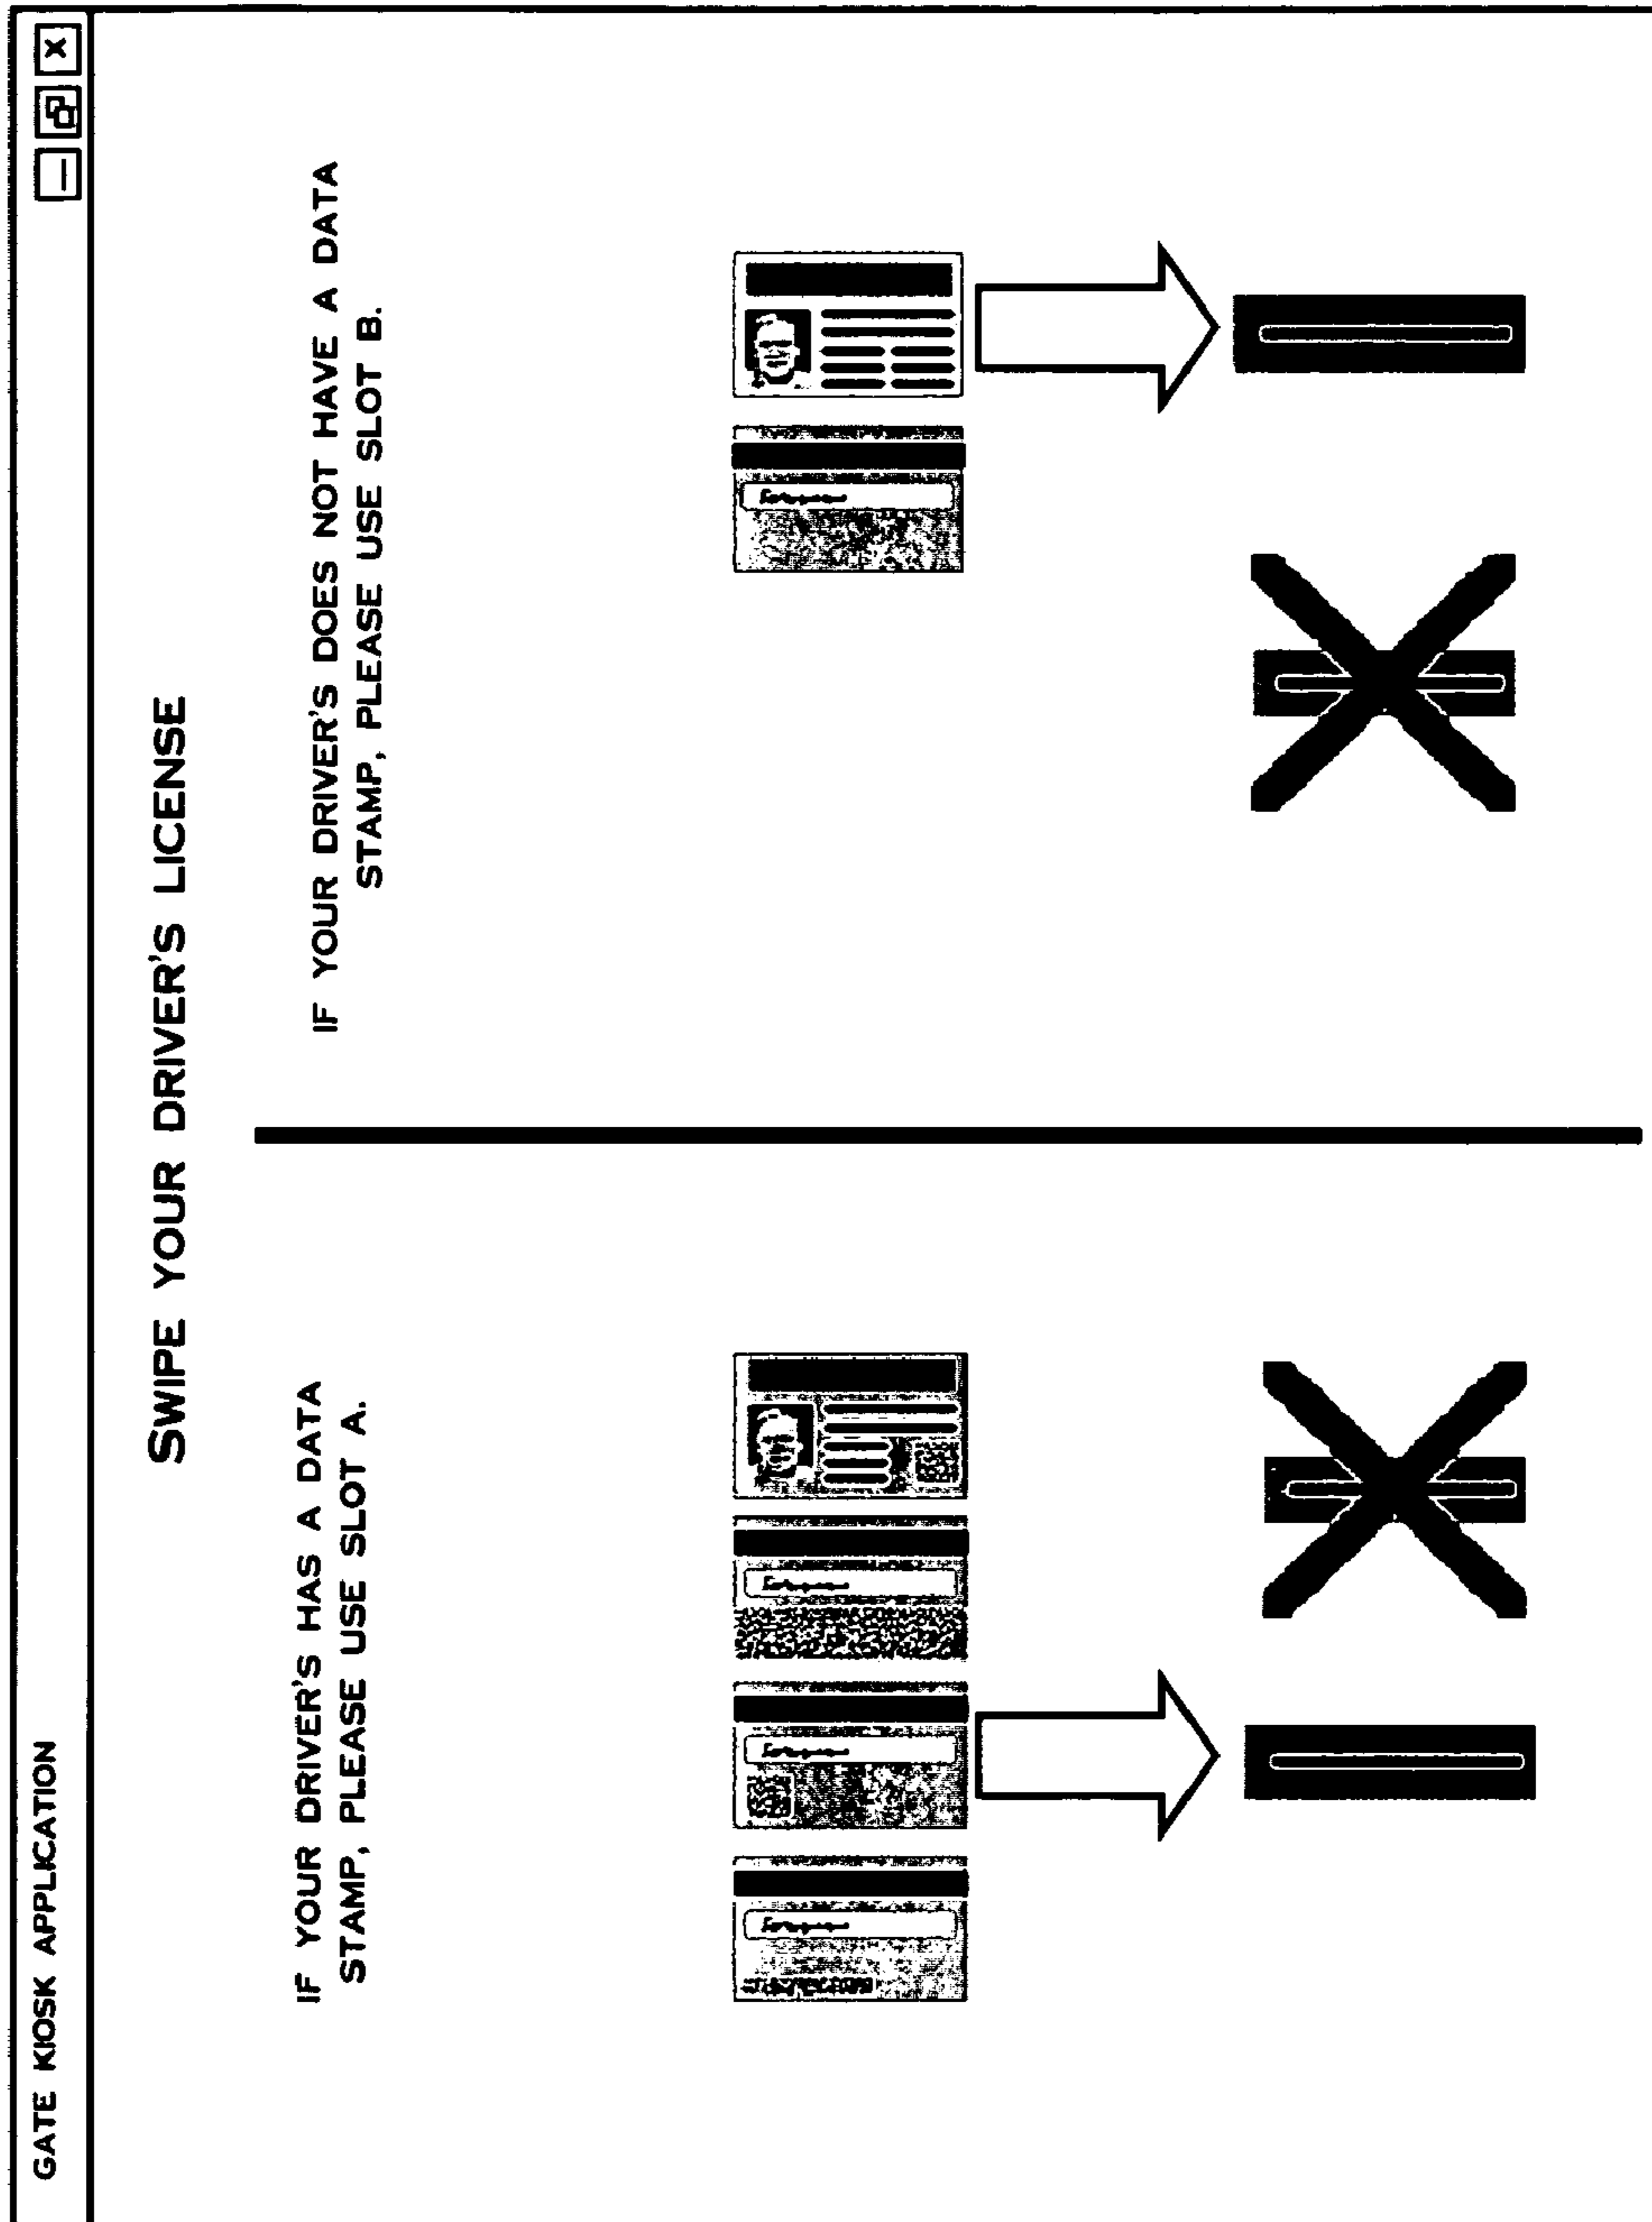 GATE KIOSK APPLICATION
SWIPE YOUR DRIVER'S LICENSE
IF YOUR DRIVER'S HAS A DATA
STAMP, PLEASE USE SLOT A.
IF YOUR DRIVER'S DOES NOT HAVE A DATA
STAMP, PLEASE USE SLOT B.